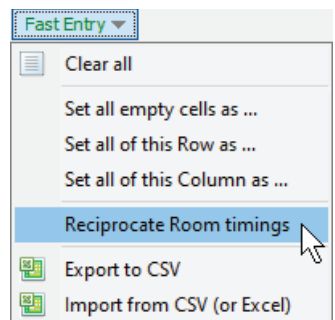 Fast Entry
Clear all
Set all empty cells as ...
Set all of this Row as ...
Set all of this Column as ...
Reciprocate Room timings
Export to CSV
Import from CSV (or Excel)